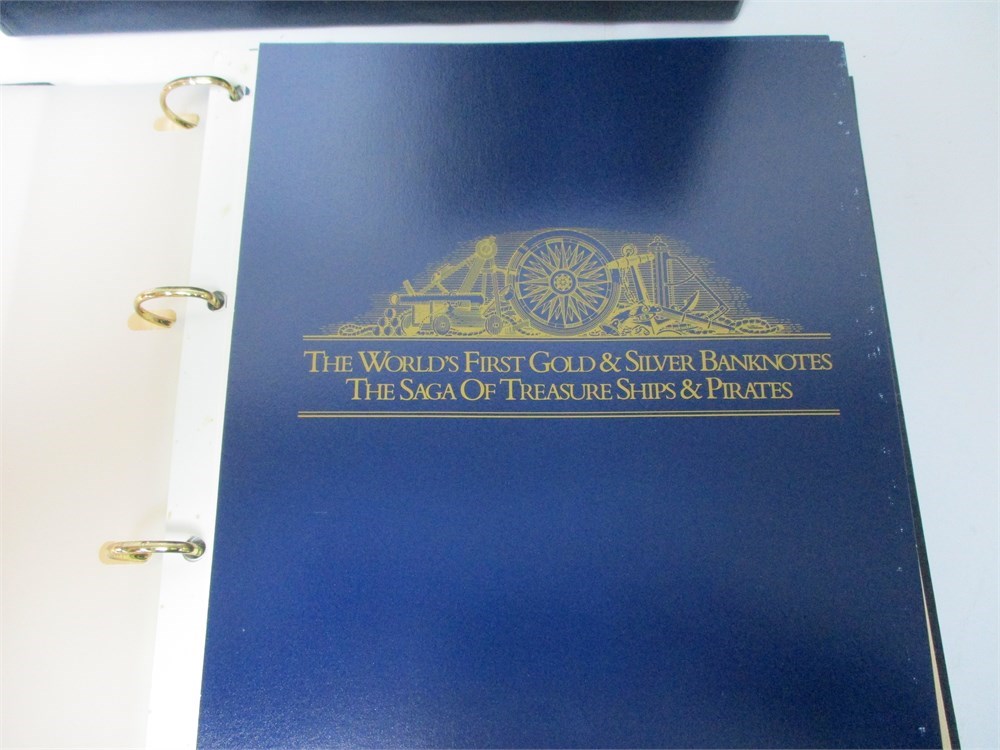 THE WORLD'S FIRST GOLD & SILVER BANKNOTES
THE SAGA OF TREASURE SHIPS & PIRATES